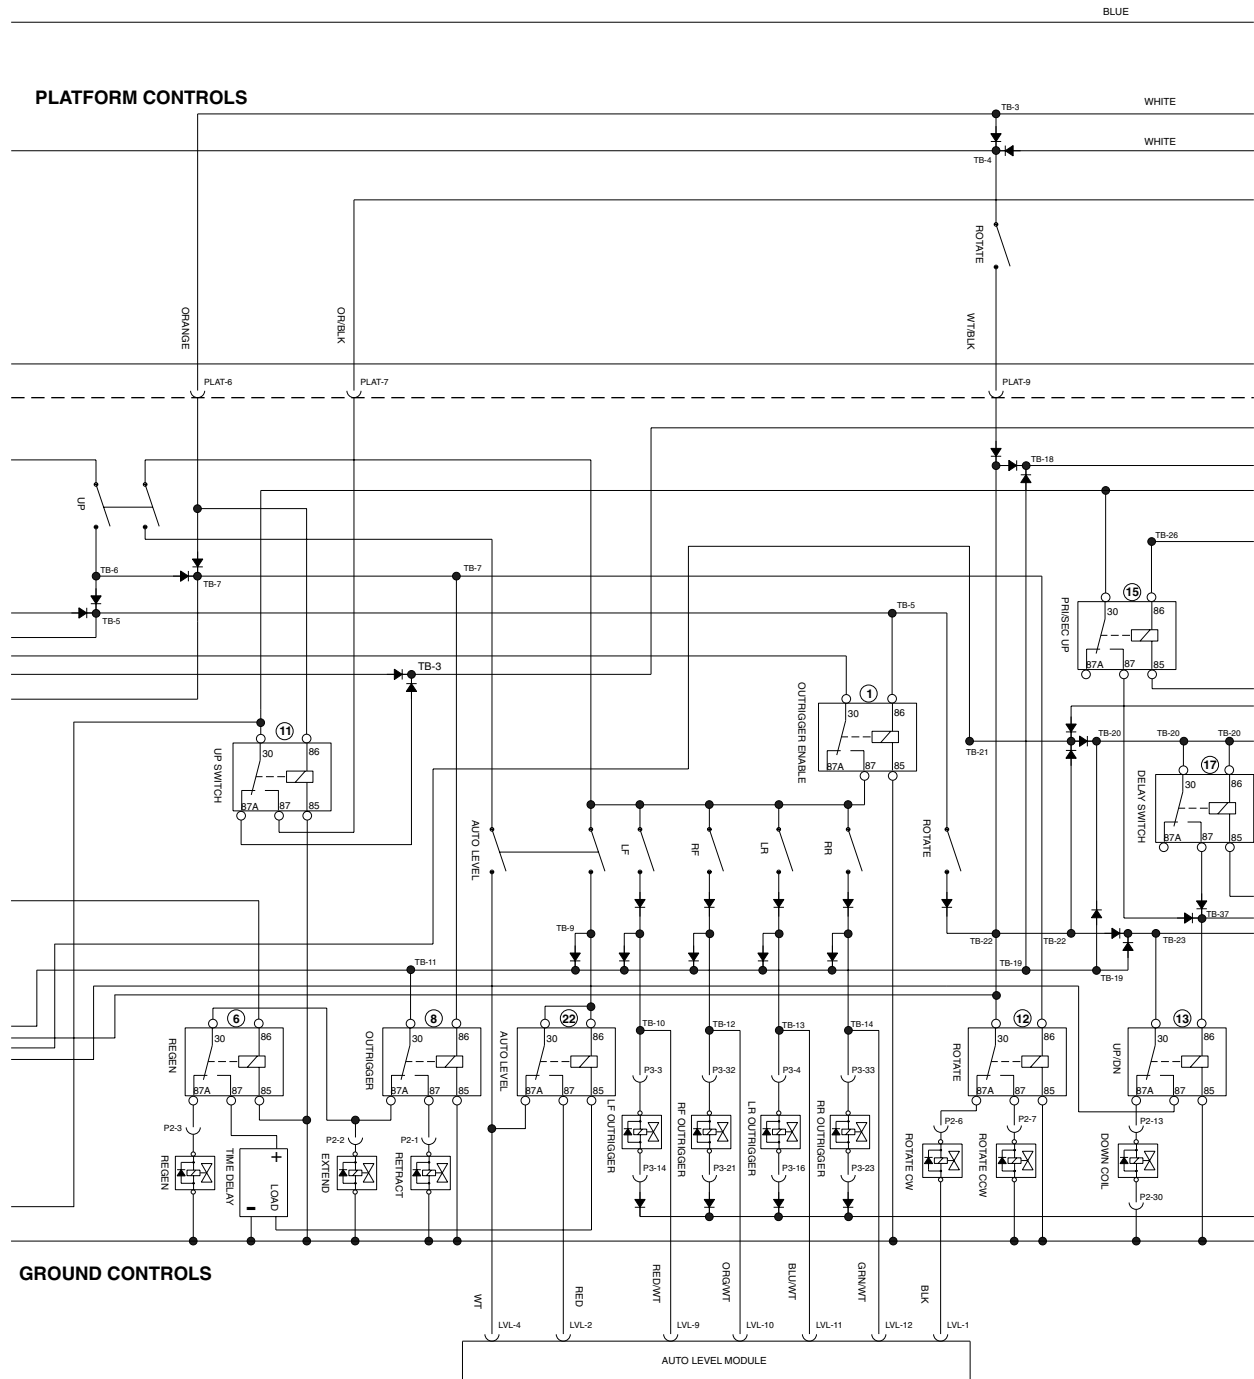 BLUE
PLATFORM CONTROLS
TB-3
WHITE
WHITE
TB-4
ROTATE
ORANGE
OR/BLK
WT/BLK
PLAT-6
PLAT-7
PLAT-9
TB-18
UP
TB-26
TB-6
TB-7
TB-7
15
30
86
PRI/SEC UP
87A
87
85
TB-5
TB-5
TB-3
1
30
86
OUTRIGGER ENABLE
87A
87
85
11
30
86
UP SWITCH
87A
87
85
TB-21
TB-20
TB-20
TB-20
17
30
86
DELAY SWITCH
87A
87
85
AUTO LEVEL
LF
RF
LR
RR
ROTATE
TB-37
TB-9
TB-22
TB-22
TB-23
TB-11
TB-19
TB-19
6
30
86
REGEN
87A
87
85
8
30
86
OUTRIGGER
87A
87
85
22
30
86
AUTO LEVEL
87A
87
85
TB-10
TB-12
TB-13
TB-14
12
30
86
ROTATE
87A
87
85
13
30
86
UP/DN
87A
87
85
P3-3
P3-32
P3-4
P3-33
P2-3
P2-2
P2-1
P2-6
P2-7
P2-13
REGEN
TIME DELAY
+
LOAD
-
EXTEND
RETRACT
LF OUTRIGGER
RF OUTRIGGER
LR OUTRIGGER
RR OUTRIGGER
ROTATE CW
ROTATE CCW
DOWN COIL
P3-14
P3-21
P3-16
P3-23
P2-30
GROUND CONTROLS
WT
RED
RED/WT
ORG/WT
BLU/WT
GRN/WT
BLK
LVL-4
LVL-2
LVL-9
LVL-10
LVL-11
LVL-12
LVL-1
AUTO LEVEL MODULE